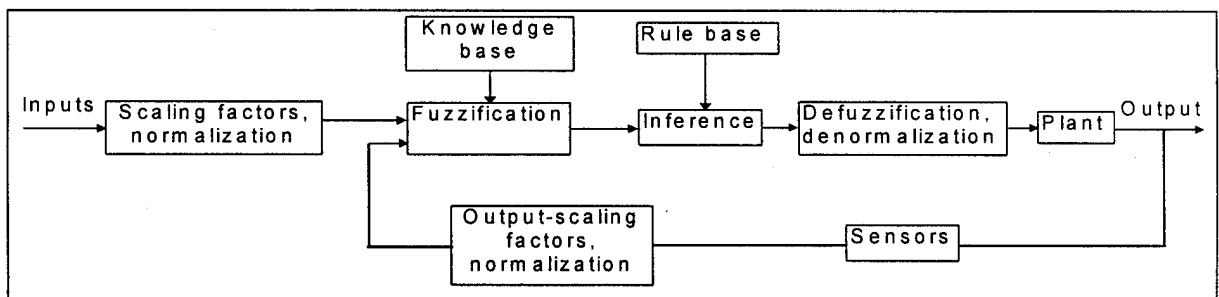 Knowledge
base
Rule base
Inputs
Scaling factors,
normalization
Fuzzification
Inference
Defuzzification,
denormalization
Plant
Output
Output-scaling
factors,
normalization
Sensors